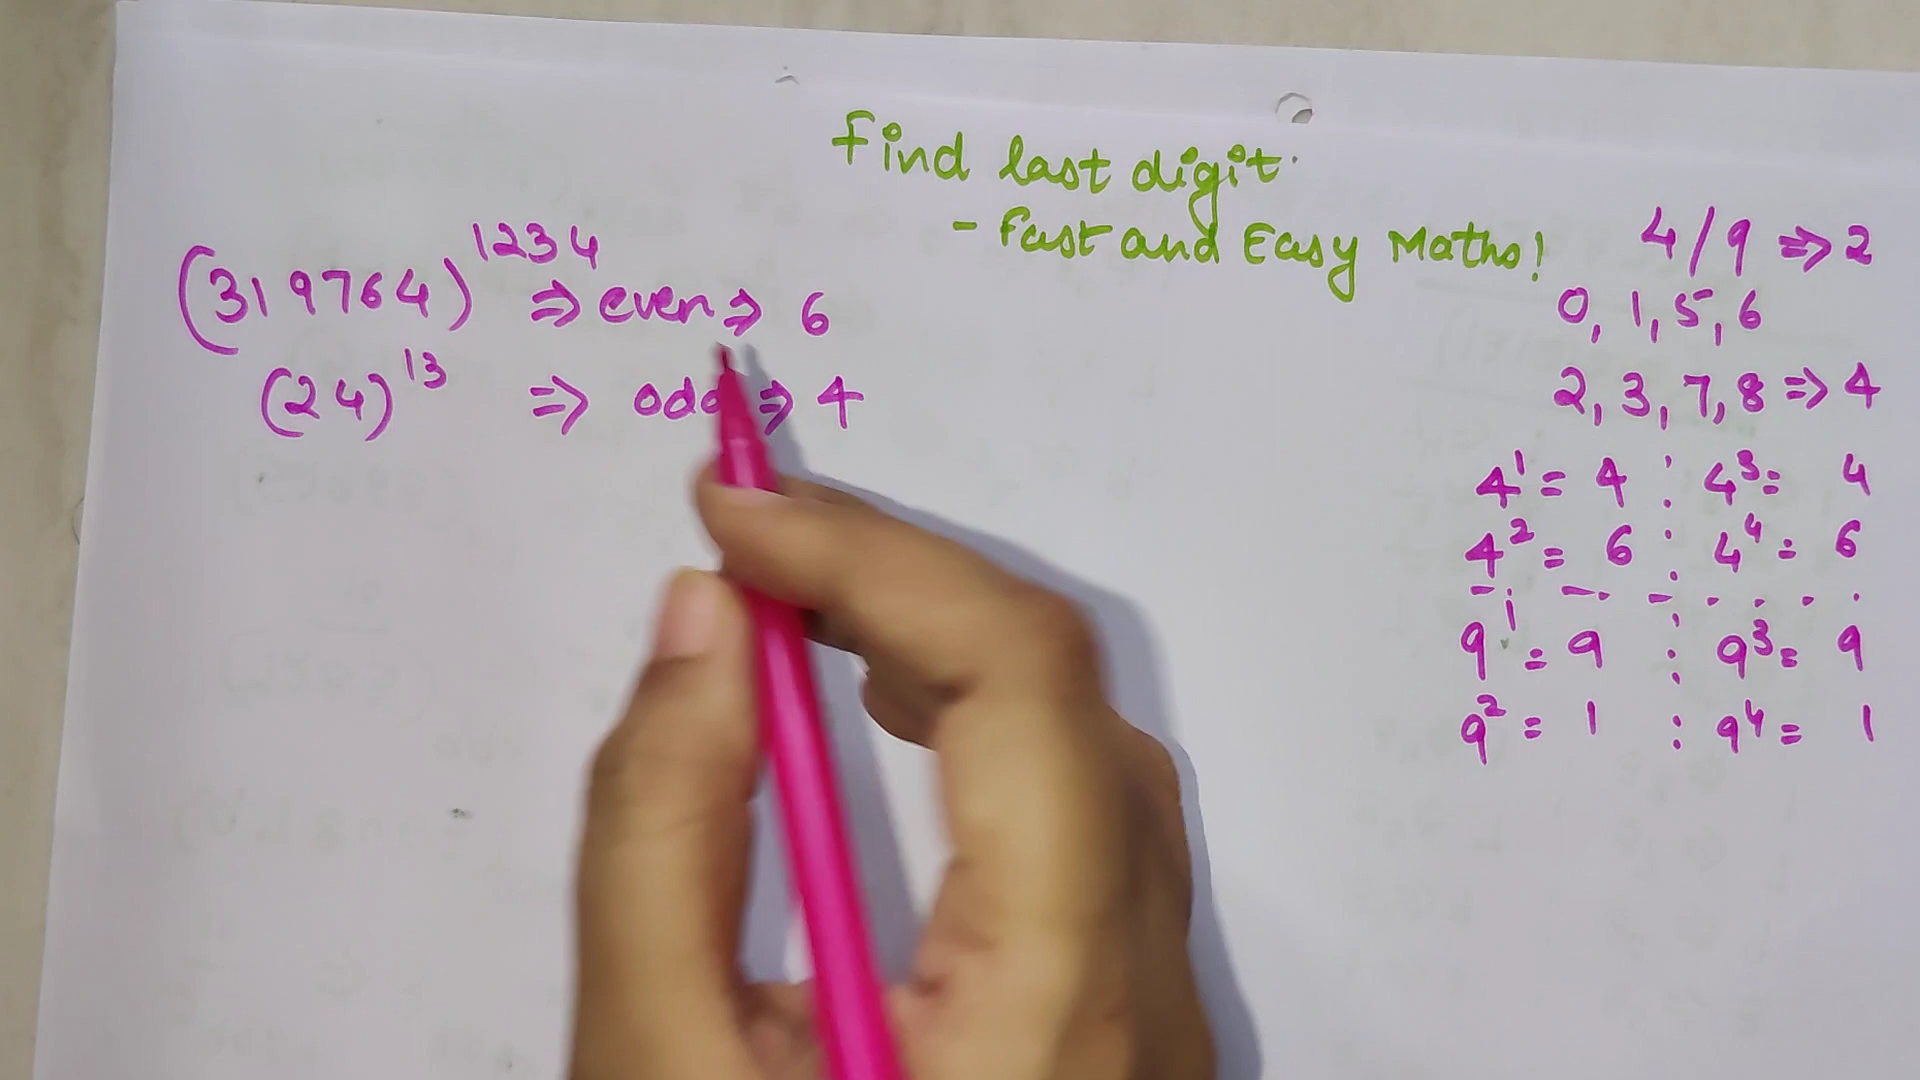 Find last digit.
- Fast and Easy Maths!
(319764)^1234 ⇒ even ⇒ 6
(24)^13 ⇒ odd ⇒ 4
4/9 ⇒ 2
0, 1, 5, 6
2, 3, 7, 8 ⇒ 4
4^1 = 4 : 4^3 = 4
4^2 = 6 : 4^4 = 6
9^1 = 9 : 9^3 = 9
9^2 = 1 : 9^4 = 1